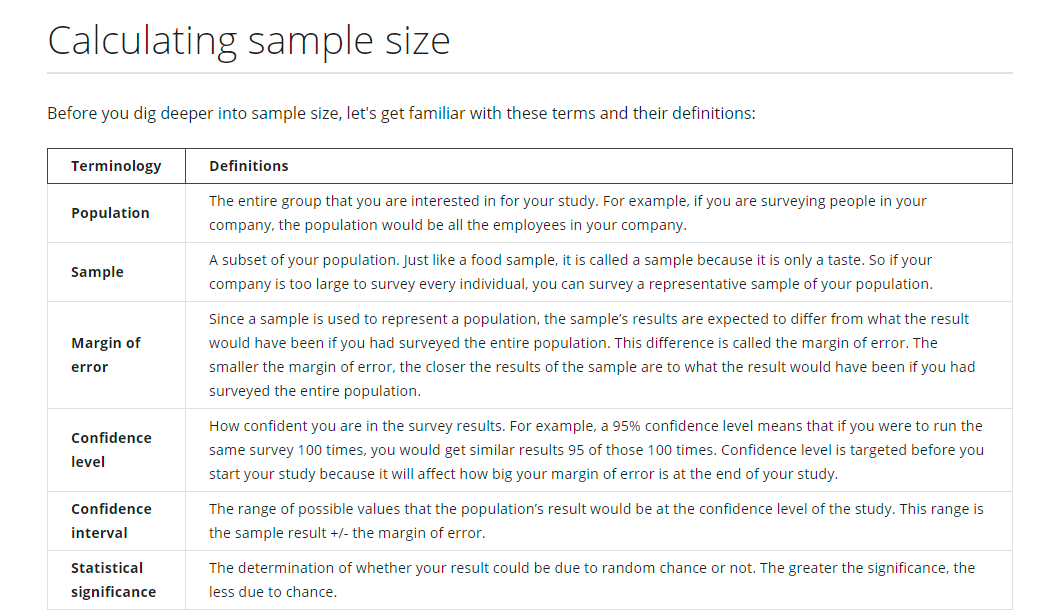 Calculating sample size
Before you dig deeper into sample size, let's get familiar with these terms and their definitions:
Terminology
Definitions
Population
The entire group that you are interested in for your study. For example, if you are surveying people in your
company, the population would be all the employees in your company.
Sample
A subset of your population. Just like a food sample, it is called a sample because it is only a taste. So if your
company is too large to survey every individual, you can survey a representative sample of your population.
Margin of
error
Since a sample is used to represent a population, the sample’s results are expected to differ from what the result
would have been if you had surveyed the entire population. This difference is called the margin of error. The
smaller the margin of error, the closer the results of the sample are to what the result would have been if you had
surveyed the entire population.
Confidence
level
How confident you are in the survey results. For example, a 95% confidence level means that if you were to run the
same survey 100 times, you would get similar results 95 of those 100 times. Confidence level is targeted before you
start your study because it will affect how big your margin of error is at the end of your study.
Confidence
interval
The range of possible values that the population’s result would be at the confidence level of the study. This range is
the sample result +/- the margin of error.
Statistical
significance
The determination of whether your result could be due to random chance or not. The greater the significance, the
less due to chance.